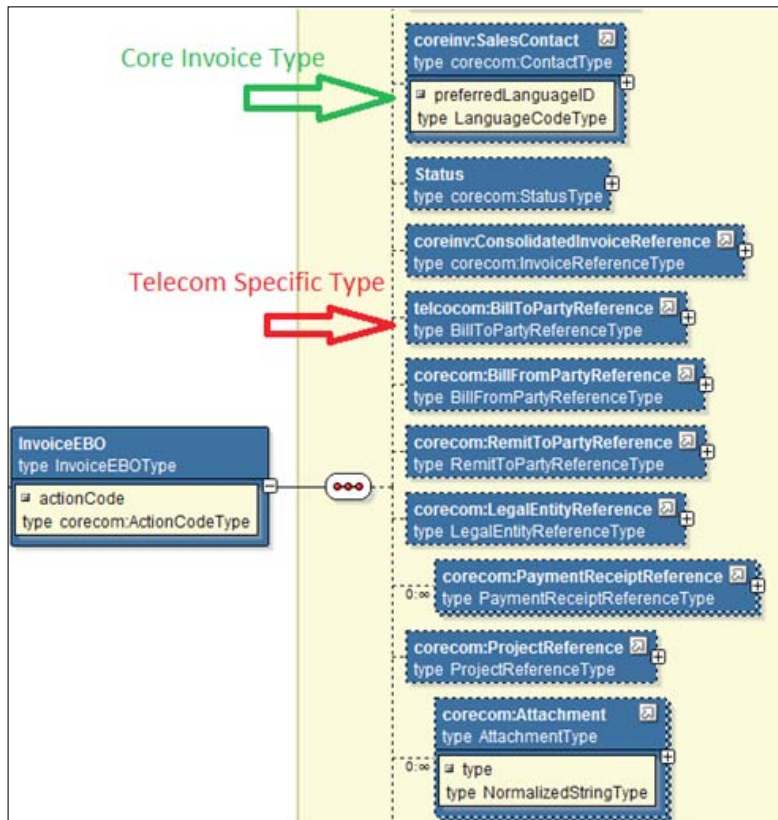 Core Invoice Type
coreinv:SalesContact
type corecom:ContactType
preferredLanguageID
type LanguageCodeType
Status
type corecom:StatusType
coreinv:ConsolidatedInvoiceReference
type corecom:InvoiceReferenceType
Telecom Specific Type
telcocom:BillToPartyReference
type BillToPartyReferenceType
corecom:BillFromPartyReference
type BillFromPartyReferenceType
InvoiceEBO
type InvoiceEBOType
actionCode
type corecom:ActionCodeType
corecom:RemitToPartyReference
type RemitToPartyReferenceType
corecom:LegalEntityReference
type LegalEntityReferenceType
corecom:PaymentReceiptReference
0:∞ type PaymentReceiptReferenceType
corecom:ProjectReference
type ProjectReferenceType
corecom:Attachment
type AttachmentType
0:∞ type
type NormalizedStringType